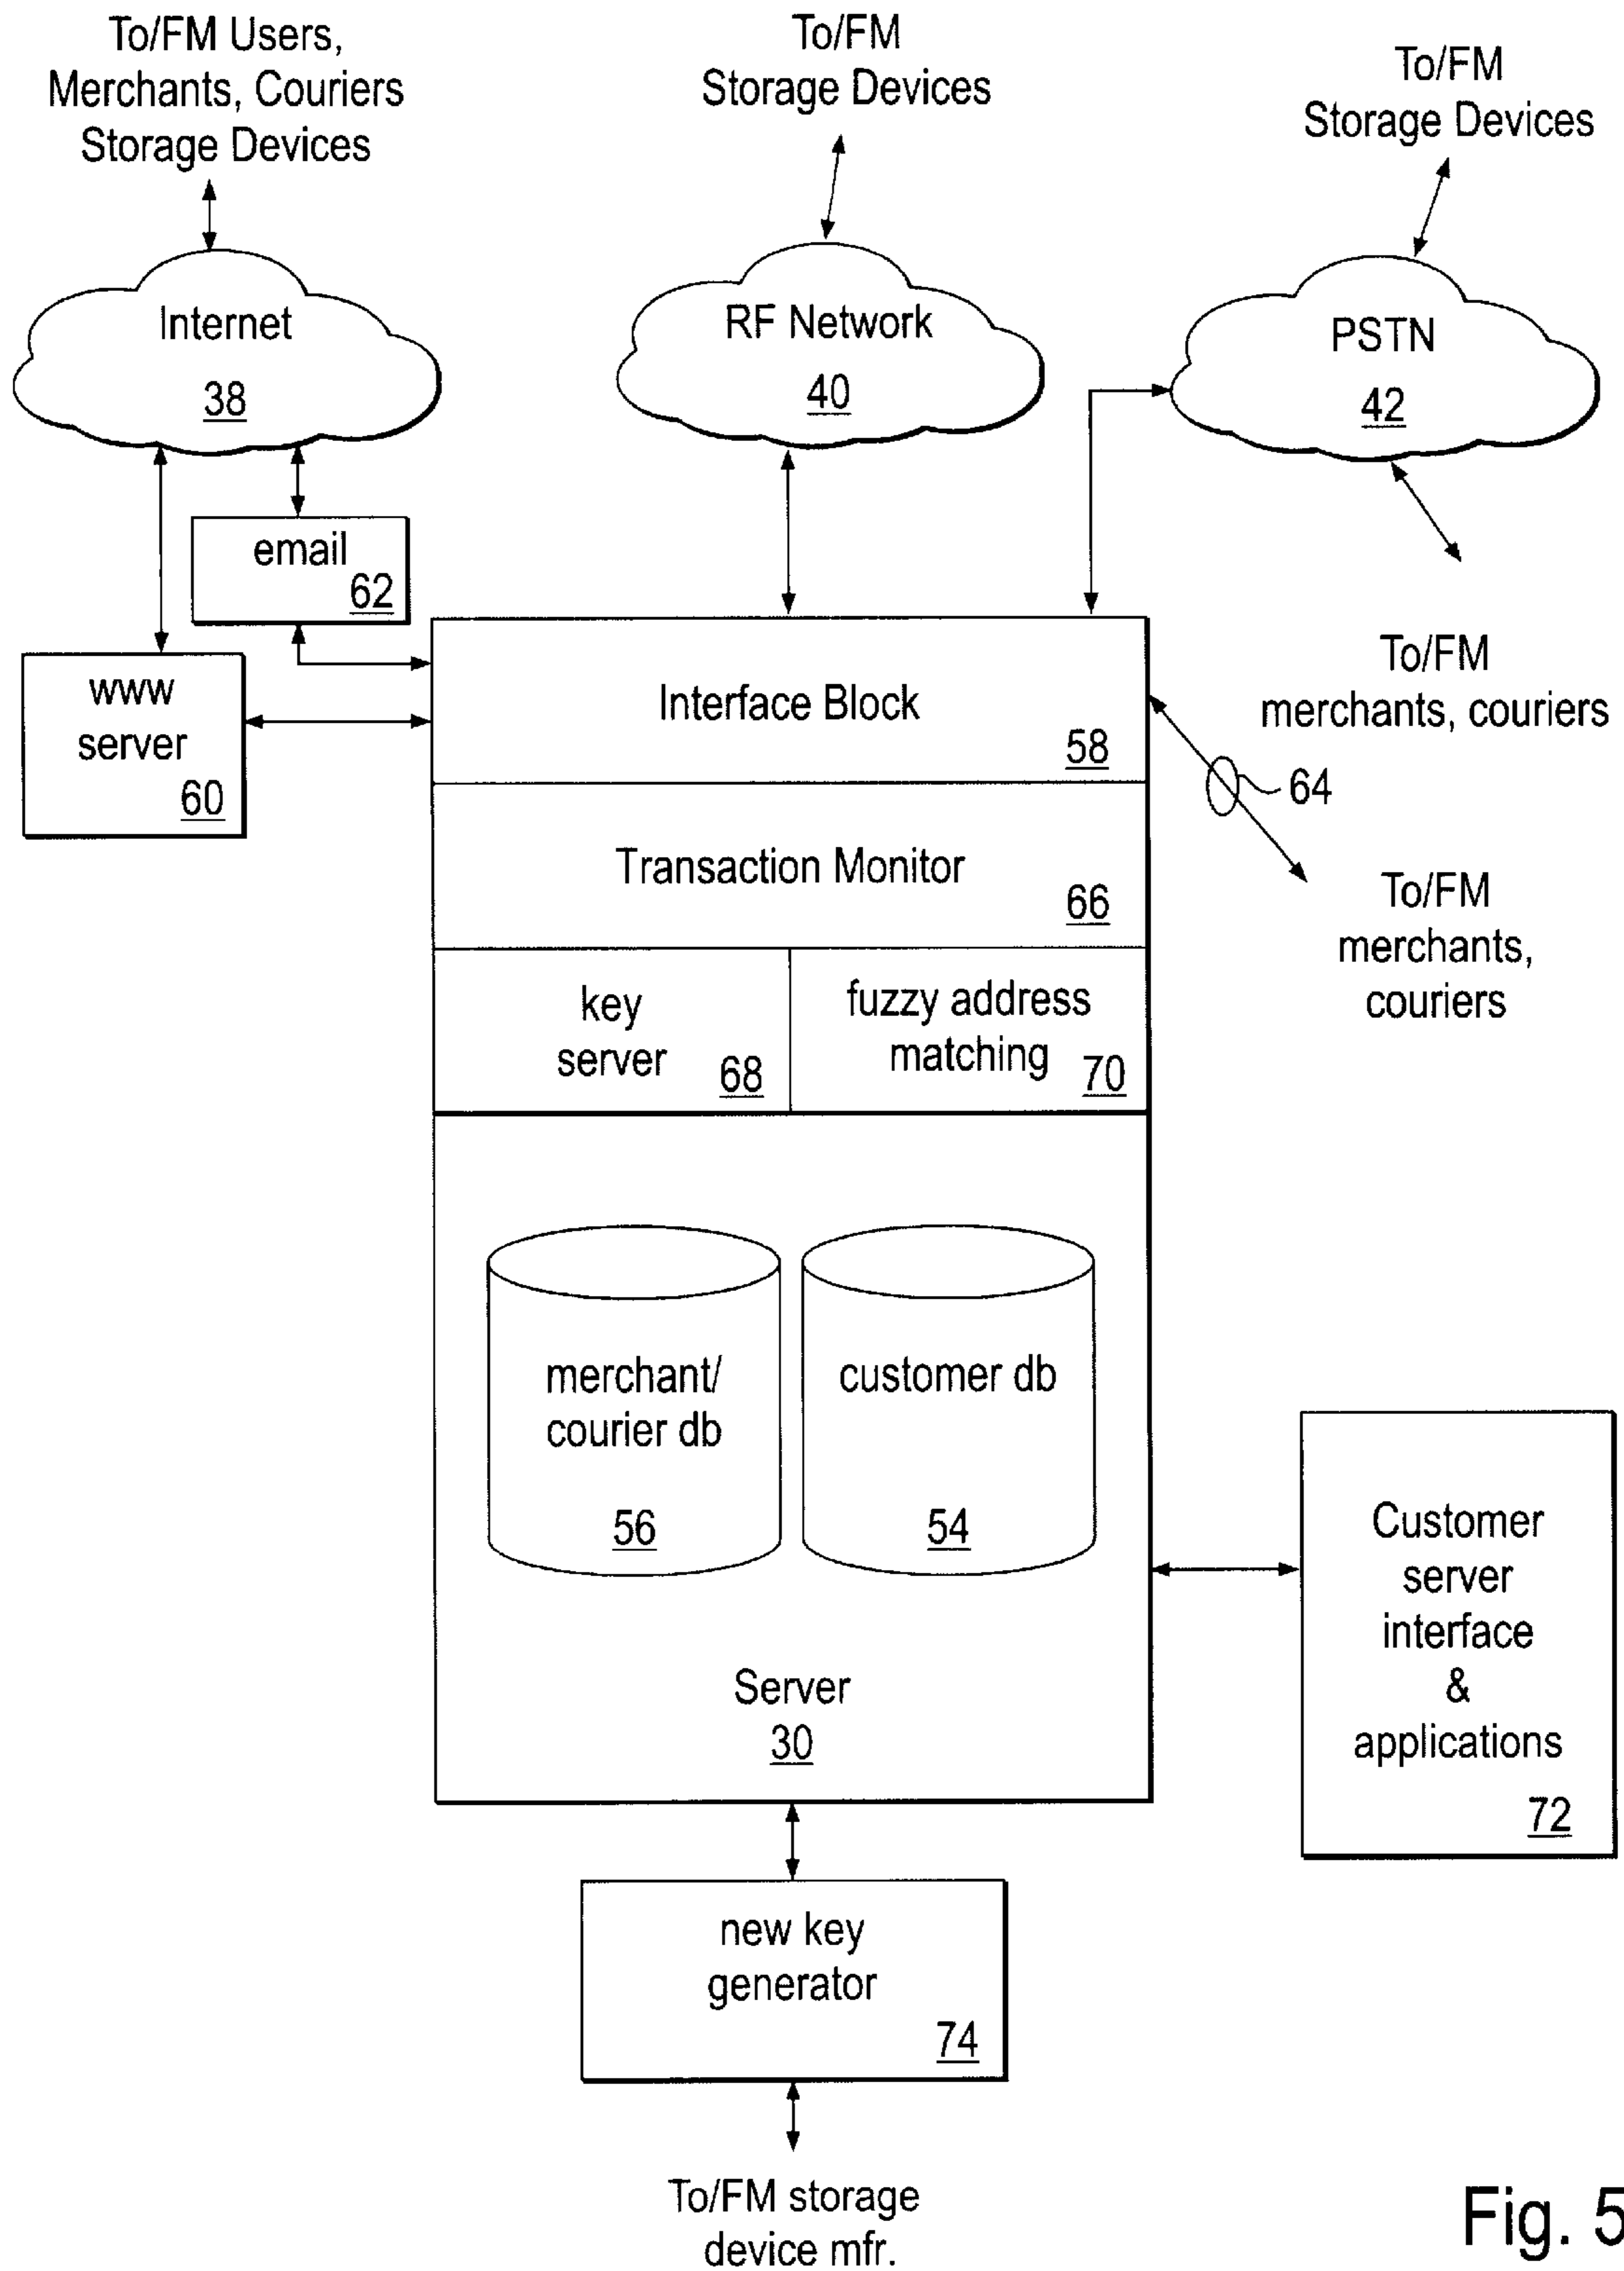 To/FM Users,
Merchants, Couriers
Storage Devices
To/FM
Storage Devices
To/FM
Storage Devices
Internet
38
RF Network
40
PSTN
42
email
62
www
server
60
Interface Block
58
To/FM
merchants, couriers
64
Transaction Monitor
66
To/FM
merchants,
couriers
key
server
68
fuzzy address
matching
70
merchant/
courier db
56
customer db
54
Server
30
Customer
server
interface
&
applications
72
new key
generator
74
To/FM storage
device mfr.
Fig. 5